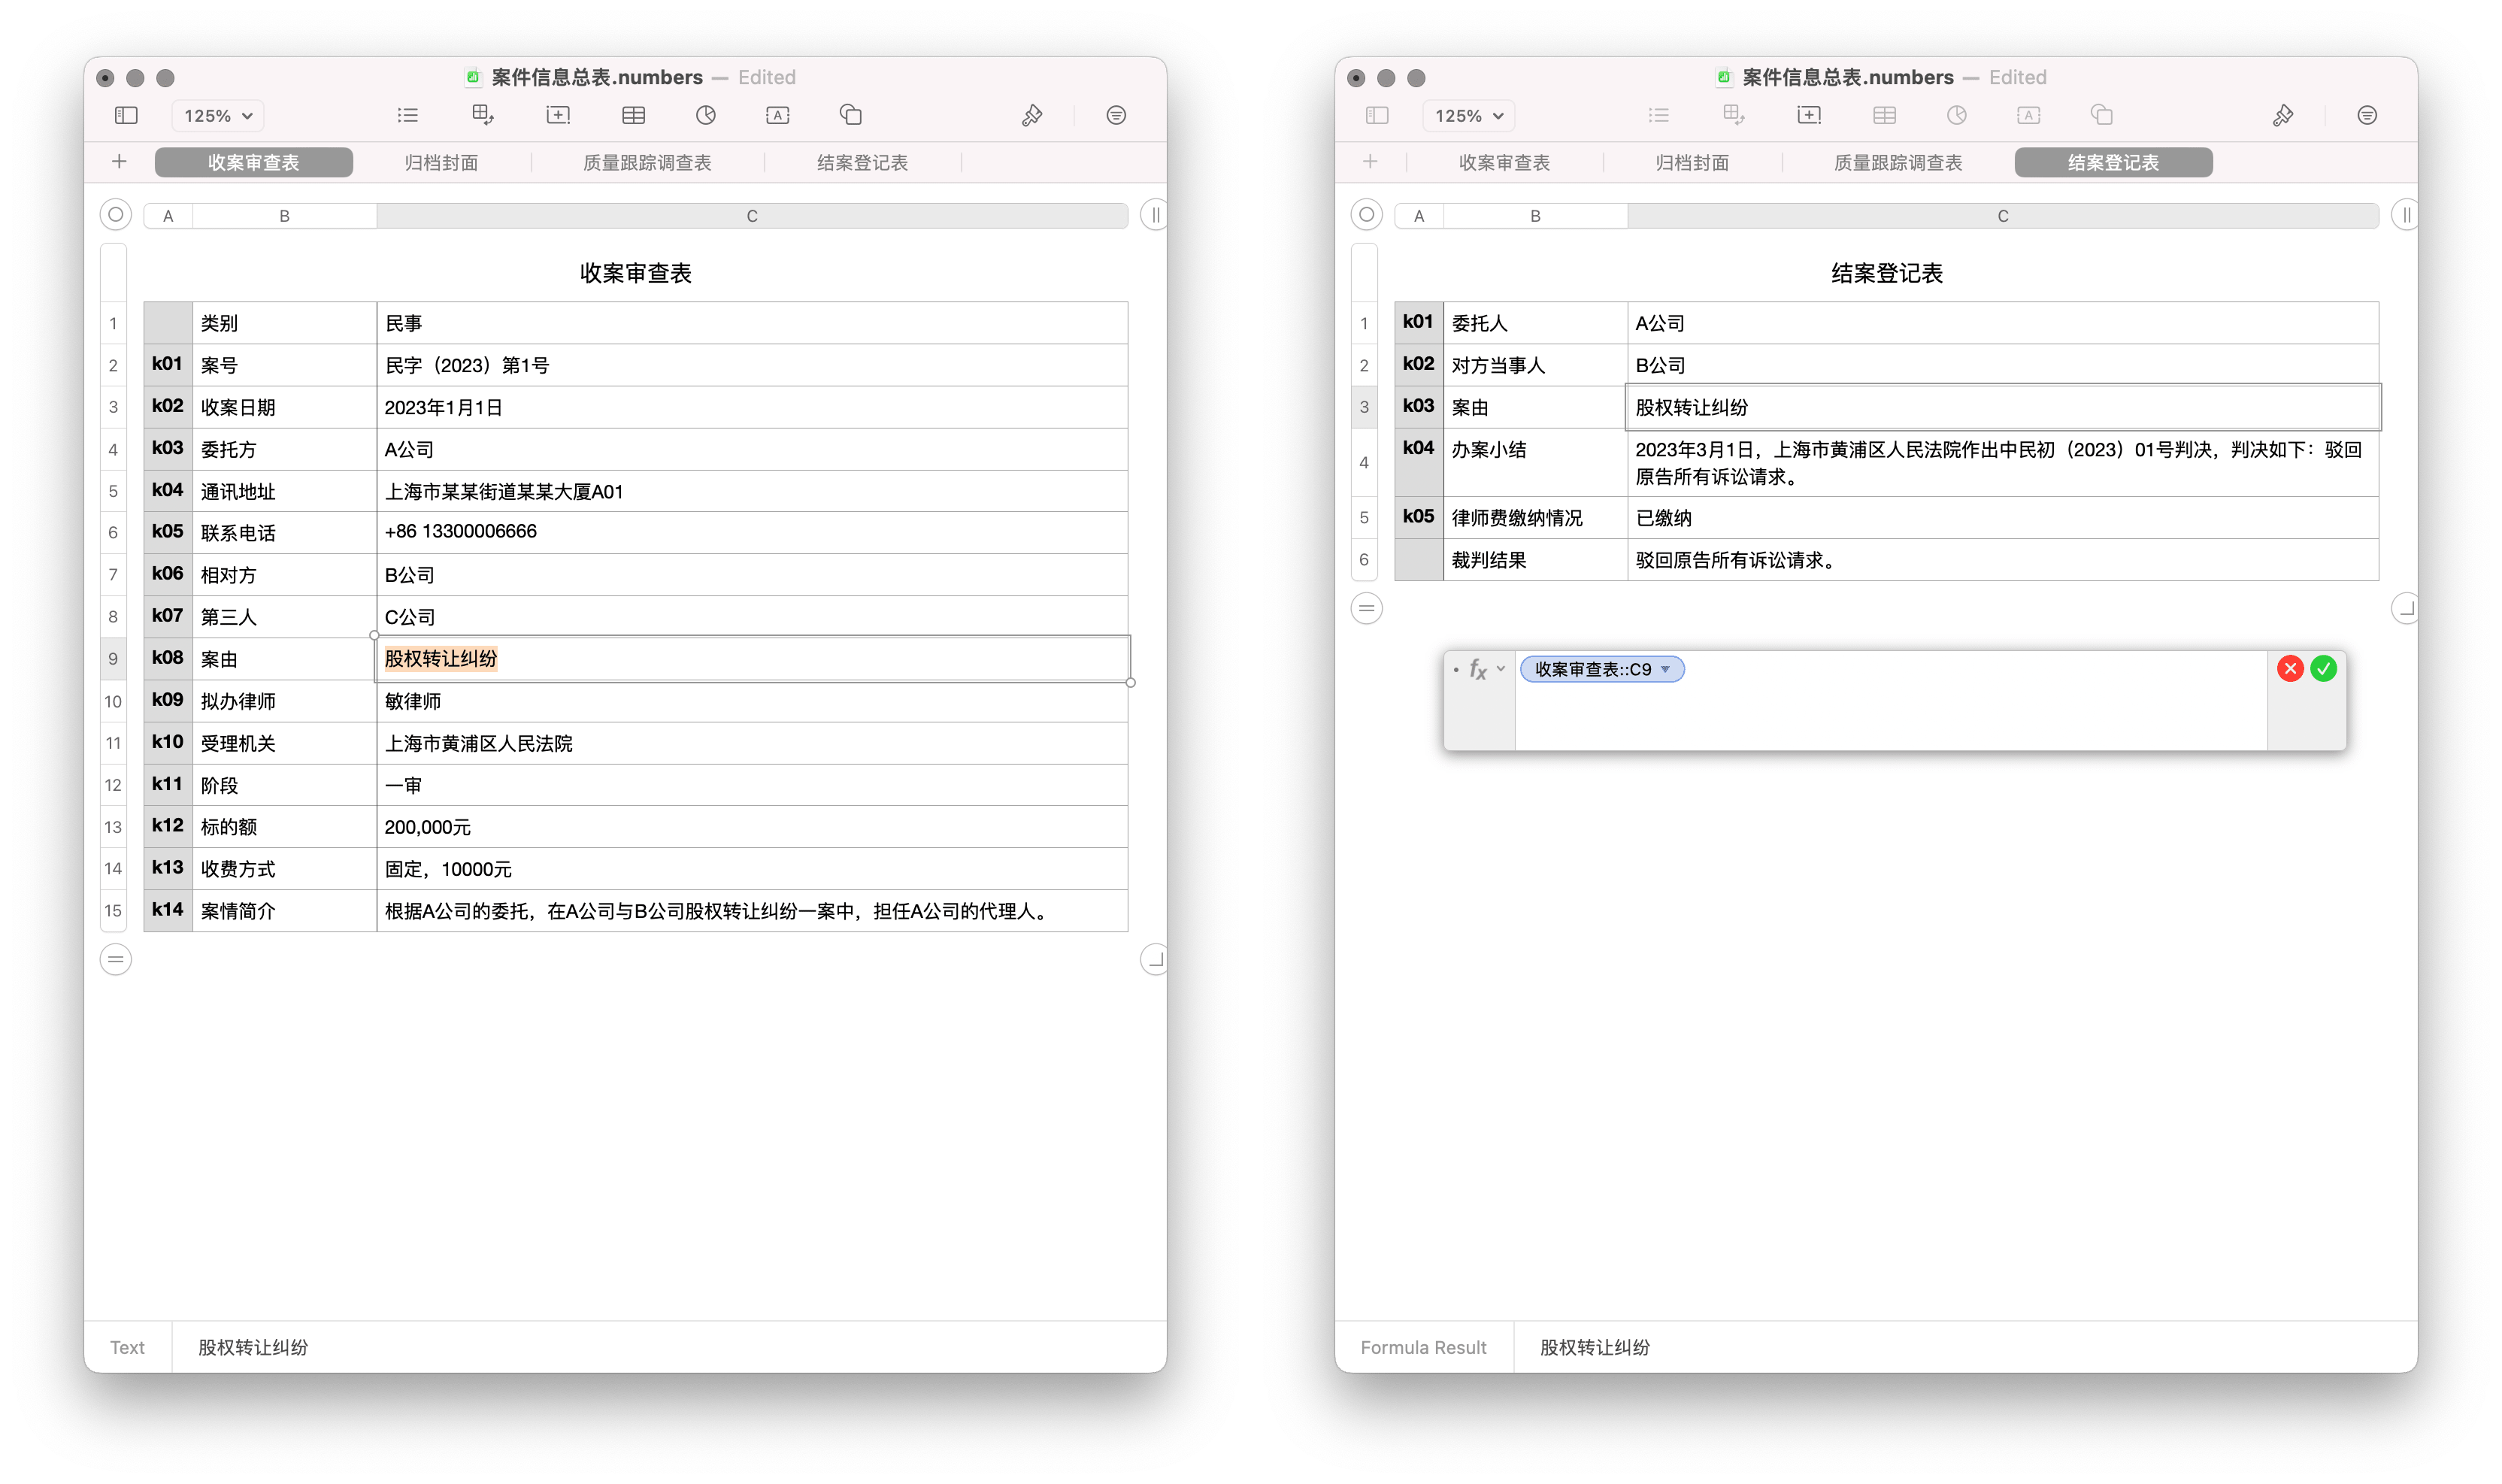 案件信息总表.numbers — Edited
125%
收案审查表 归档封面 质量跟踪调查表 结案登记表
A B C
收案审查表
1 类别 民事
2 k01 案号 民字（2023）第1号
3 k02 收案日期 2023年1月1日
4 k03 委托方 A公司
5 k04 通讯地址 上海市某某街道某某大厦A01
6 k05 联系电话 +86 13300006666
7 k06 相对方 B公司
8 k07 第三人 C公司
9 k08 案由 股权转让纠纷
10 k09 拟办律师 敏律师
11 k10 受理机关 上海市黄浦区人民法院
12 k11 阶段 一审
13 k12 标的额 200,000元
14 k13 收费方式 固定，10000元
15 k14 案情简介 根据A公司的委托，在A公司与B公司股权转让纠纷一案中，担任A公司的代理人。
Text 股权转让纠纷
案件信息总表.numbers — Edited
125%
收案审查表 归档封面 质量跟踪调查表 结案登记表
A B C
结案登记表
1 k01 委托人 A公司
2 k02 对方当事人 B公司
3 k03 案由 股权转让纠纷
4 k04 办案小结 2023年3月1日，上海市黄浦区人民法院作出中民初（2023）01号判决，判决如下：驳回
原告所有诉讼请求。
5 k05 律师费缴纳情况 已缴纳
6 裁判结果 驳回原告所有诉讼请求。
fx 收案审查表::C9
Formula Result 股权转让纠纷